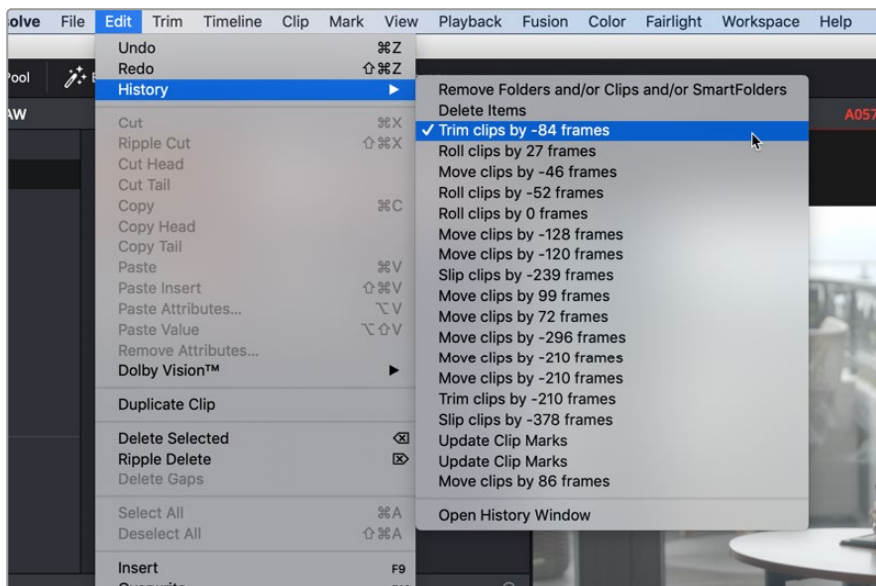 olve File Edit Trim Timeline Clip Mark View Playback Fusion Color Fairlight Workspace Help
Pool
AW
A057
Undo ⌘Z
Redo ⇧⌘Z
History ▶
Cut ⌘X
Ripple Cut ⇧⌘X
Cut Head
Cut Tail
Copy ⌘C
Copy Head
Copy Tail
Paste ⌘V
Paste Insert ⇧⌘V
Paste Attributes... ⌥V
Paste Value ⌥⇧V
Remove Attributes...
Dolby Vision™ ▶
Duplicate Clip
Delete Selected ⌫
Ripple Delete ⌦
Delete Gaps
Select All ⌘A
Deselect All ⇧⌘A
Insert F9
Remove Folders and/or Clips and/or SmartFolders
Delete Items
✓ Trim clips by -84 frames
Roll clips by 27 frames
Move clips by -46 frames
Roll clips by -52 frames
Roll clips by 0 frames
Move clips by -128 frames
Move clips by -120 frames
Slip clips by -239 frames
Move clips by 99 frames
Move clips by 72 frames
Move clips by -296 frames
Move clips by -210 frames
Move clips by -210 frames
Trim clips by -210 frames
Slip clips by -378 frames
Update Clip Marks
Update Clip Marks
Move clips by 86 frames
Open History Window